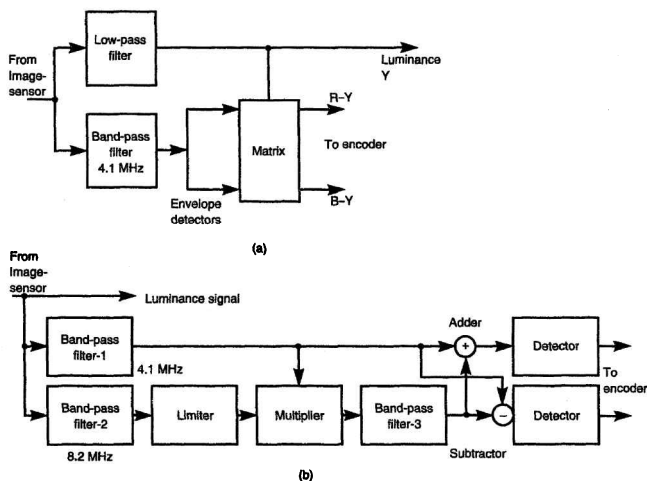 Low-pass
filter
From
Image-
sensor
Luminance
Y
R-Y
Band-pass
filter
4.1 MHz
Matrix
To encoder
Envelope
detectors
B-Y
(a)
From
Image-
sensor
Luminance signal
Adder
Band-pass
filter-1
4.1 MHz
+
Detector
To
encoder
Band-pass
filter-2
Limiter
Multiplier
Band-pass
filter-3
−
Detector
8.2 MHz
Subtractor
(b)